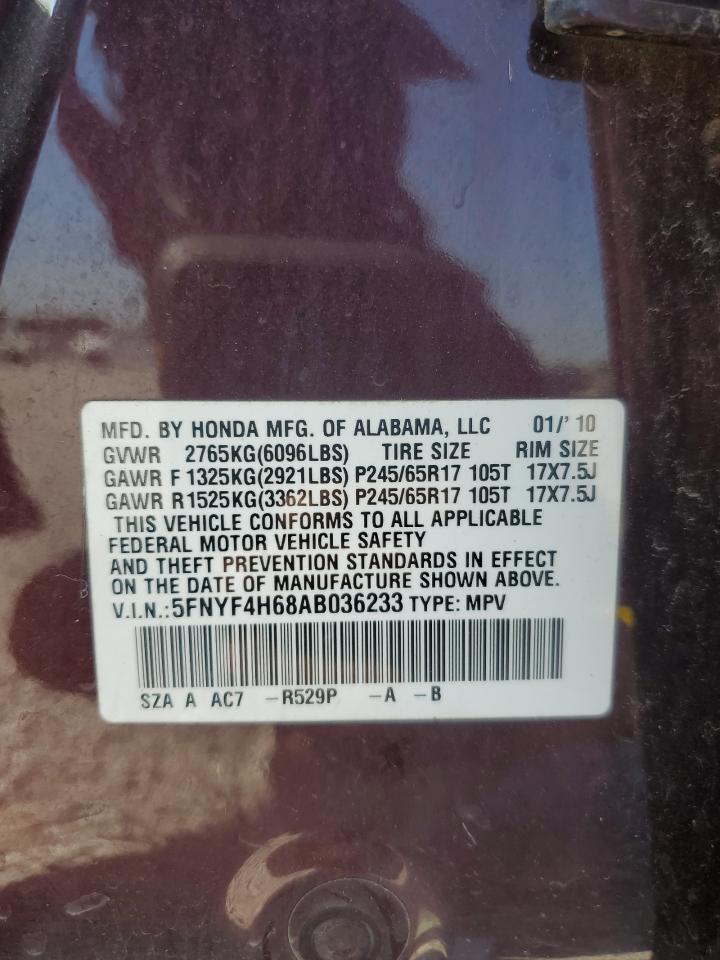 MFD. BY HONDA MFG. OF ALABAMA, LLC 01/'10
GVWR 2765KG(6096LBS) TIRE SIZE RIM SIZE
GAWR F 1325KG(2921LBS) P245/65R17 105T 17X7.5J
GAWR R1525KG(3362LBS) P245/65R17 105T 17X7.5J
THIS VEHICLE CONFORMS TO ALL APPLICABLE
FEDERAL MOTOR VEHICLE SAFETY
AND THEFT PREVENTION STANDARDS IN EFFECT
ON THE DATE OF MANUFACTURE SHOWN ABOVE.
V.I.N.:5FNYF4H68AB036233 TYPE: MPV
SZA A AC7 -R529P -A -B